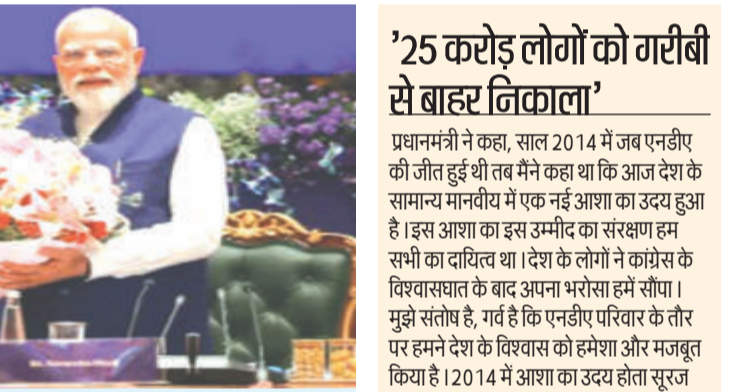 ’25 करोड़ लोगों को गरीबी
से बाहर निकाला’
प्रधानमंत्री ने कहा, साल 2014 में जब एनडीए
की जीत हुई थी तब मैंने कहा था कि आज देश के
सामान्य मानवीय में एक नई आशा का उदय हुआ
है।इस आशा का इस उम्मीद का संरक्षण हम
सभी का दायित्व था।देश के लोगों ने कांग्रेस के
विश्वासघात के बाद अपना भरोसा हमें सौंपा।
मुझे संतोष है, गर्व है कि एनडीए परिवार के तौर
पर हमने देश के विश्वास को हमेशा और मजबूत
किया है।2014 में आशा का उदय होता सूरज